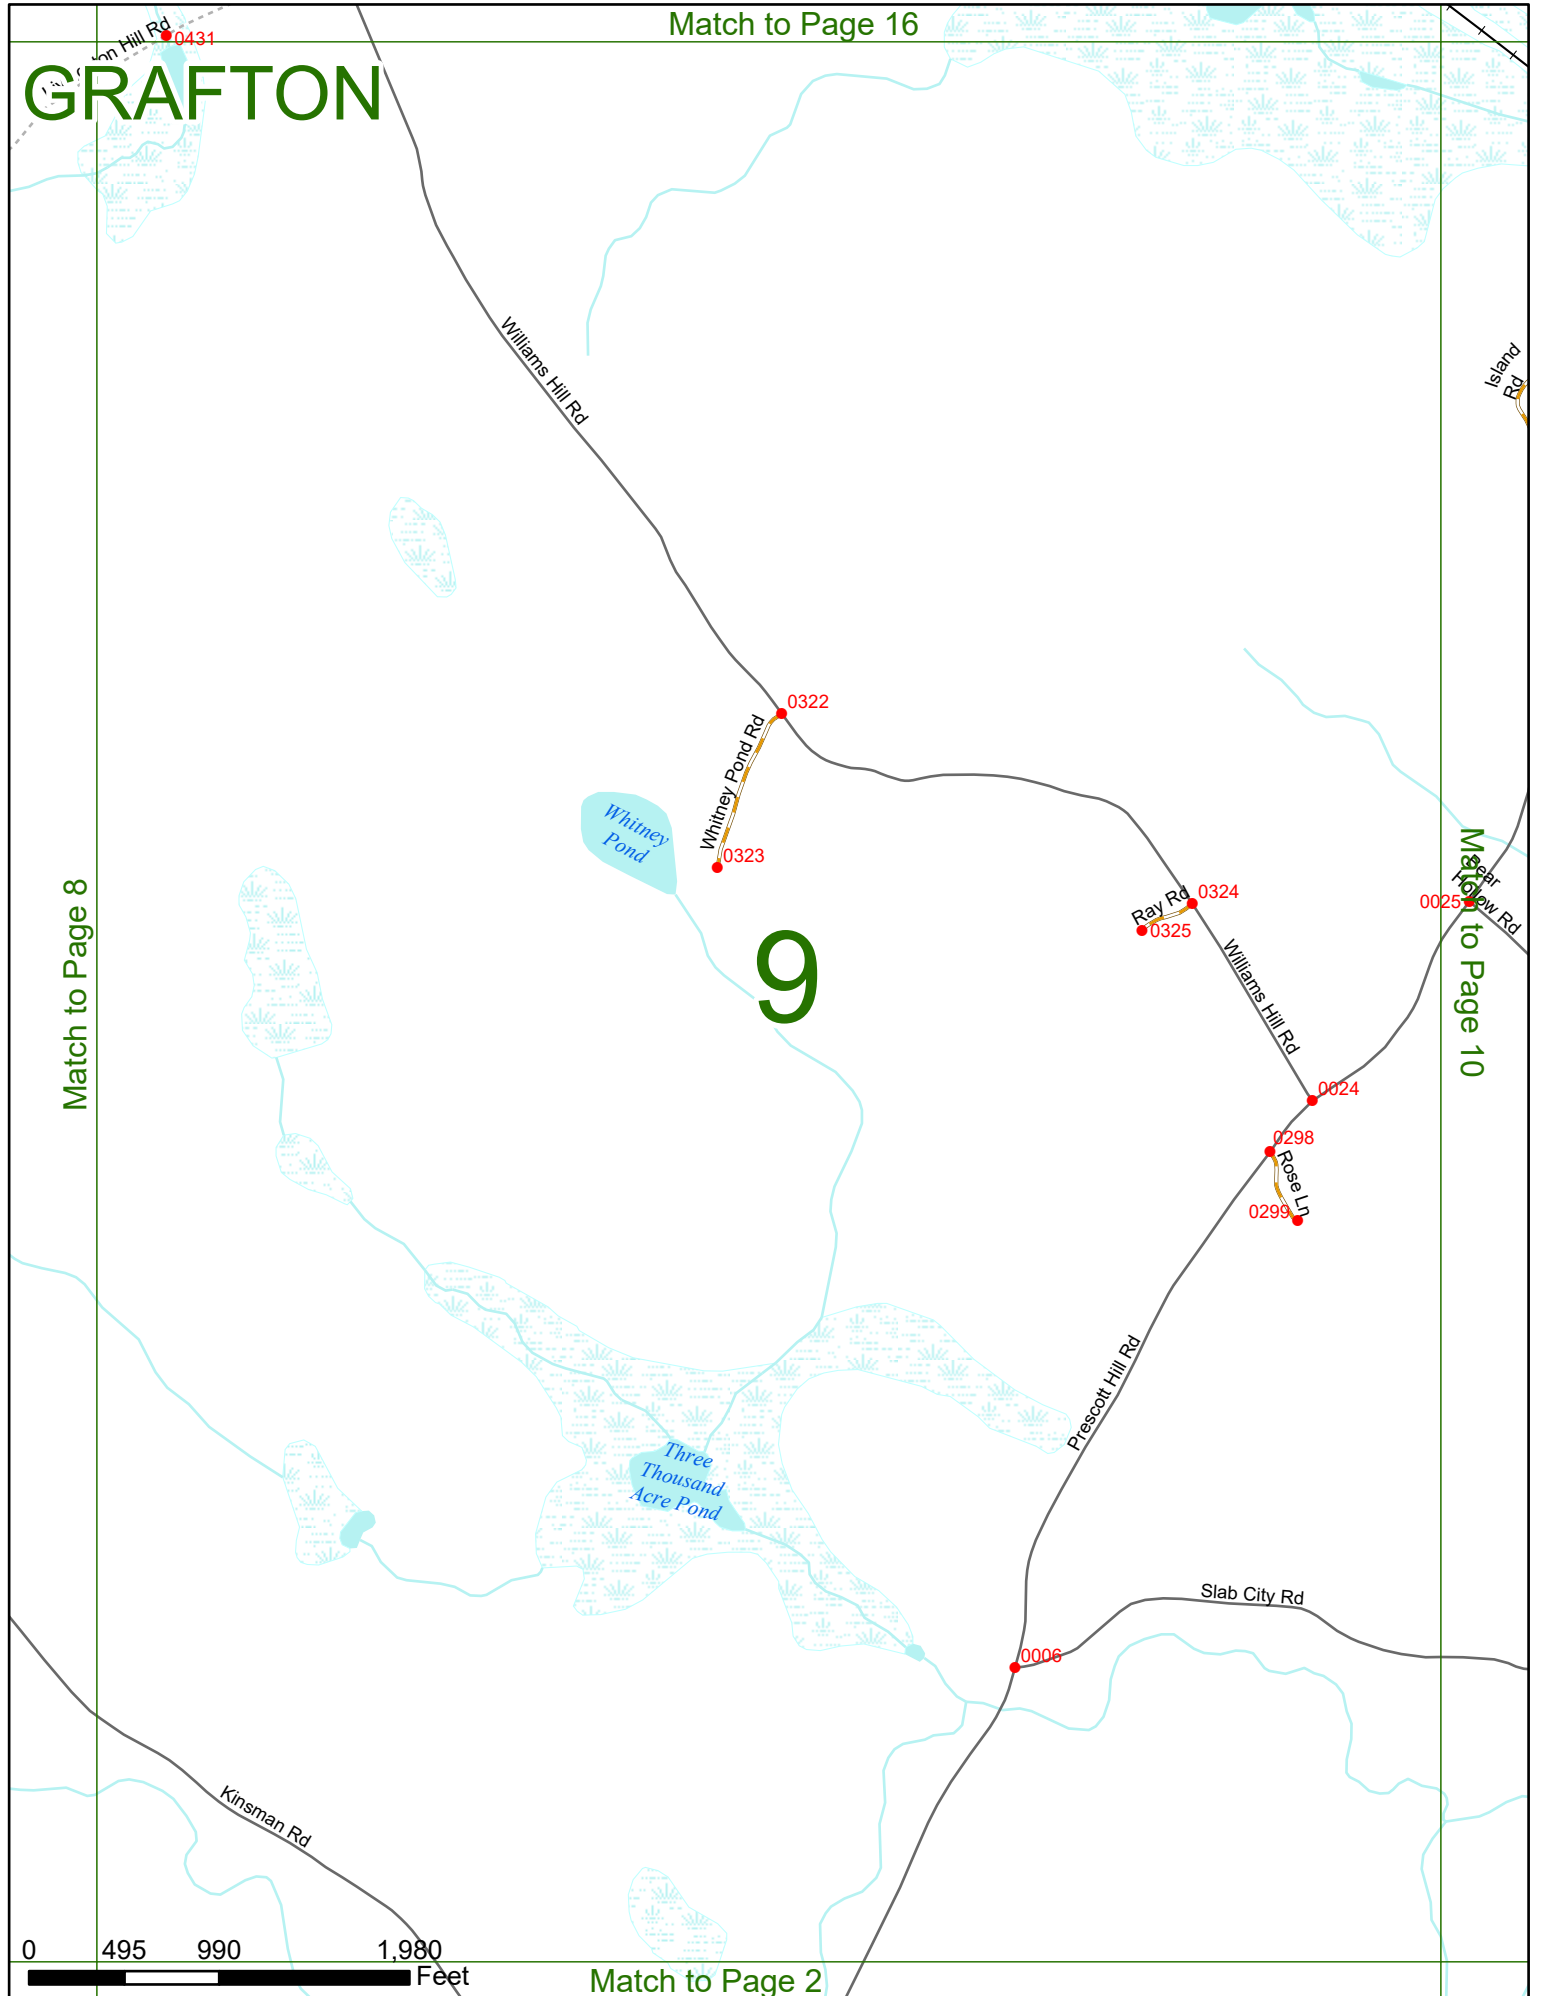 Match to Page 16
Hill Rd
0431
GRAFTON
Williams Hill Rd
Island
Rd
0322
Whitney Pond Rd
Whitney
Pond
0323
Match to Page 8
9
Ray Rd
0324
0325
Williams Hill Rd
0025
Bear
Hollow Rd
Match to Page 10
0024
0298
Rose Ln
0299
Prescott Hill Rd
Three
Thousand
Acre Pond
Slab City Rd
0006
Kinsman Rd
0 495 990 1,980
Feet
Match to Page 2